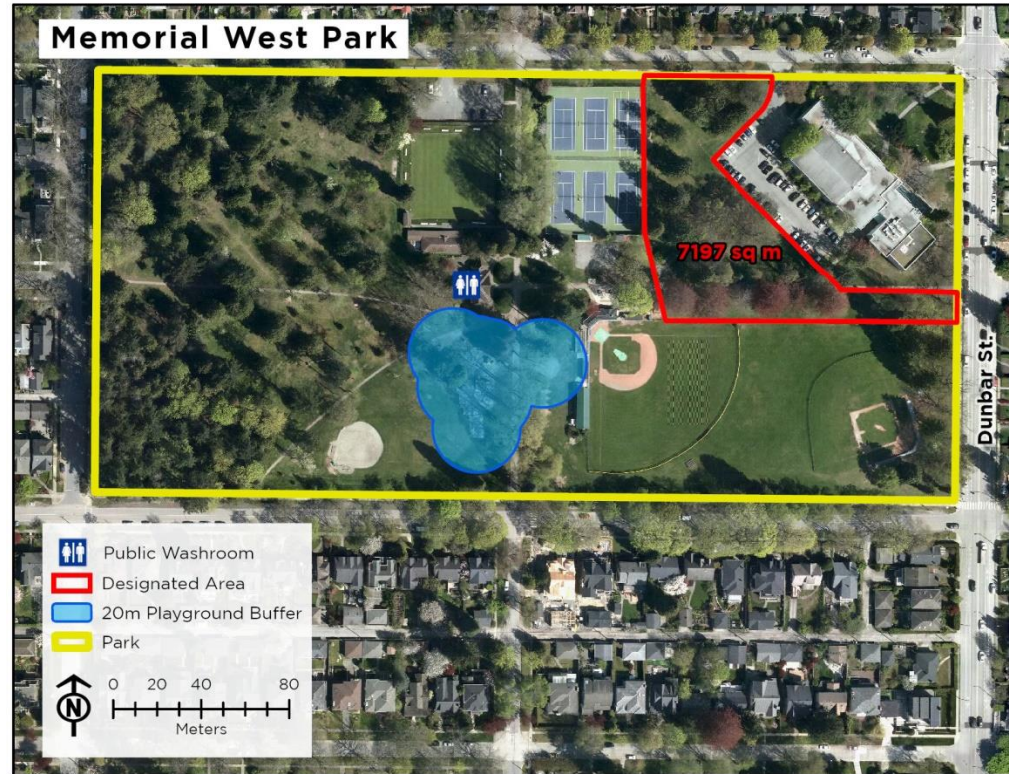 Memorial West Park
7197 sq m
Dunbar St.
Public Washroom
Designated Area
20m Playground Buffer
Park
N
0 20 40 80
Meters